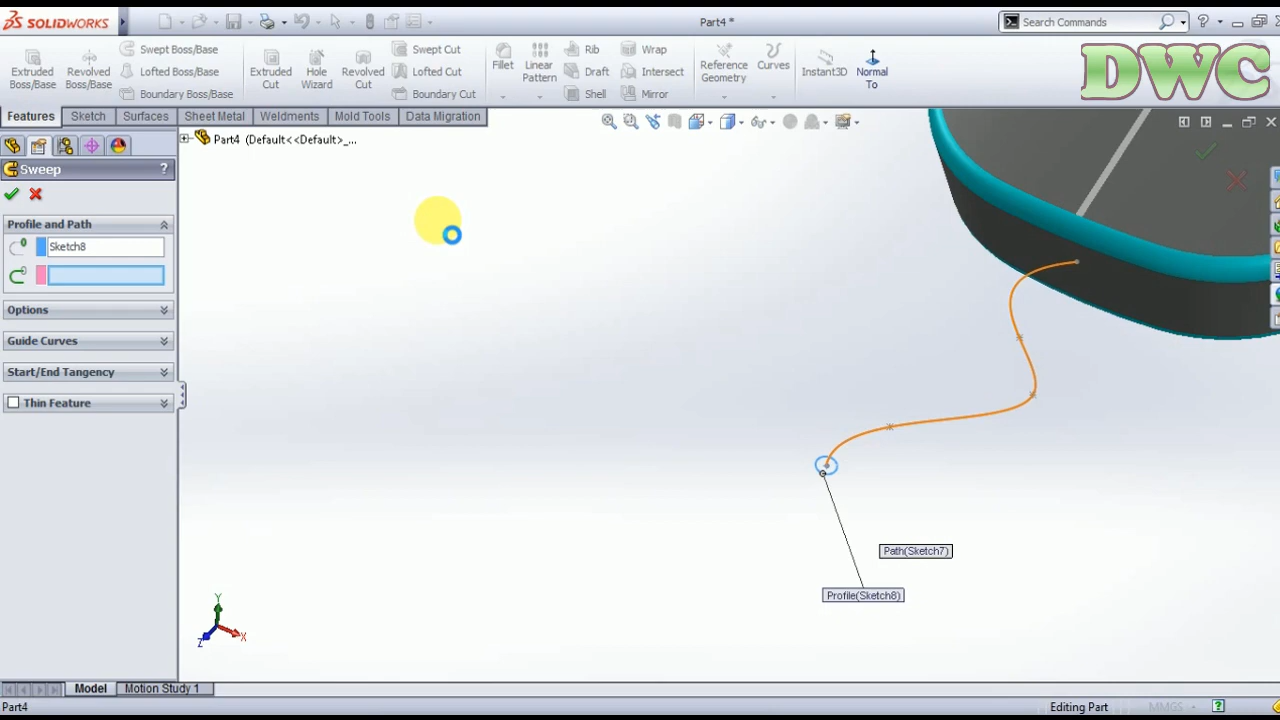 SOLIDWORKS
Part4 *
Search Commands
?
Extruded Boss/Base
Revolved Boss/Base
Swept Boss/Base
Lofted Boss/Base
Boundary Boss/Base
Extruded Cut
Hole Wizard
Revolved Cut
Swept Cut
Lofted Cut
Boundary Cut
Fillet
Linear Pattern
Rib
Draft
Shell
Wrap
Intersect
Mirror
Reference Geometry
Curves
Instant3D
Normal To
DWC
Features
Sketch
Surfaces
Sheet Metal
Weldments
Mold Tools
Data Migration
Part4 (Default<<Default>_...
Sweep
?
Profile and Path
Sketch8
Options
Guide Curves
Start/End Tangency
Thin Feature
Path(Sketch7)
Profile(Sketch8)
Y
X
Z
Model
Motion Study 1
Part4
Editing Part
MMGS
?